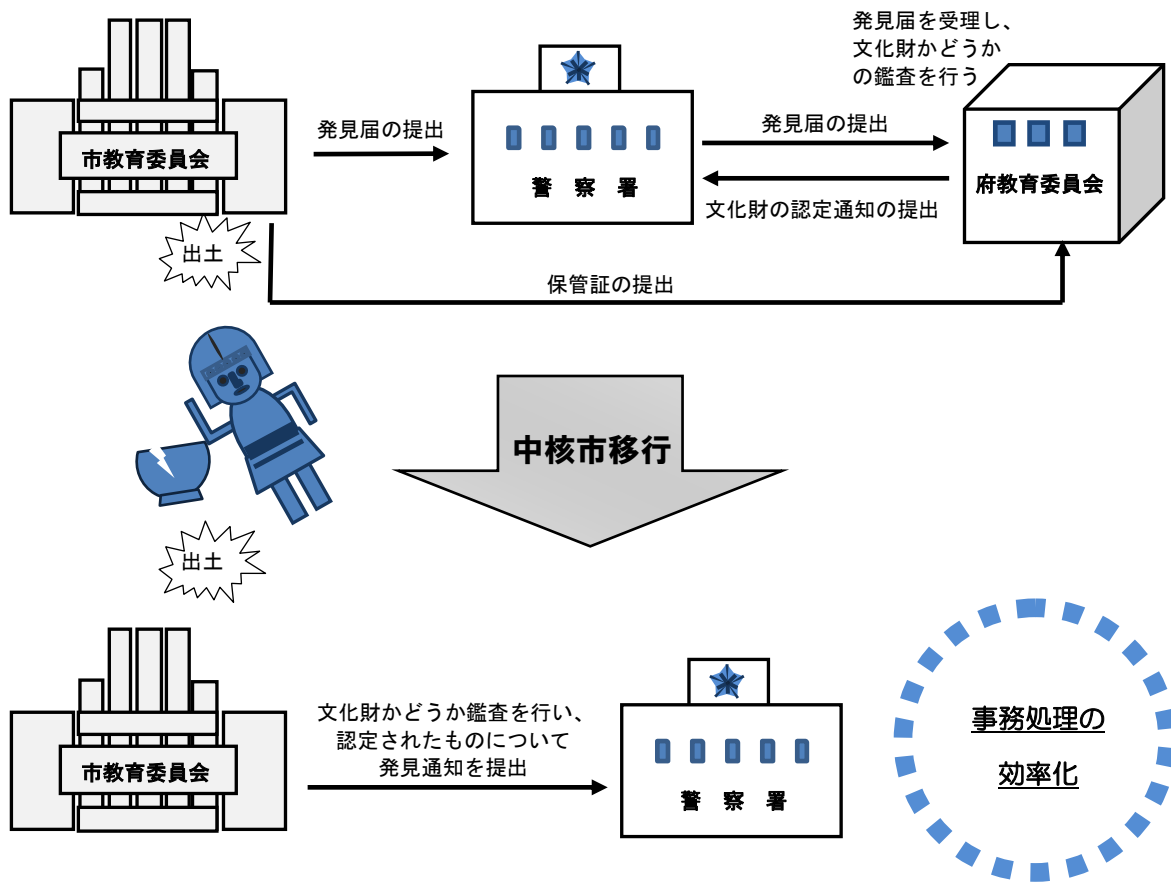 発見届を受理し、
文化財かどうか
の鑑査を行う
市教育委員会
発見届の提出
警察署
発見届の提出
文化財の認定通知の提出
府教育委員会
出土
保管証の提出
中核市移行
出土
市教育委員会
文化財かどうか鑑査を行い、
認定されたものについて
発見通知を提出
警察署
事務処理の
効率化